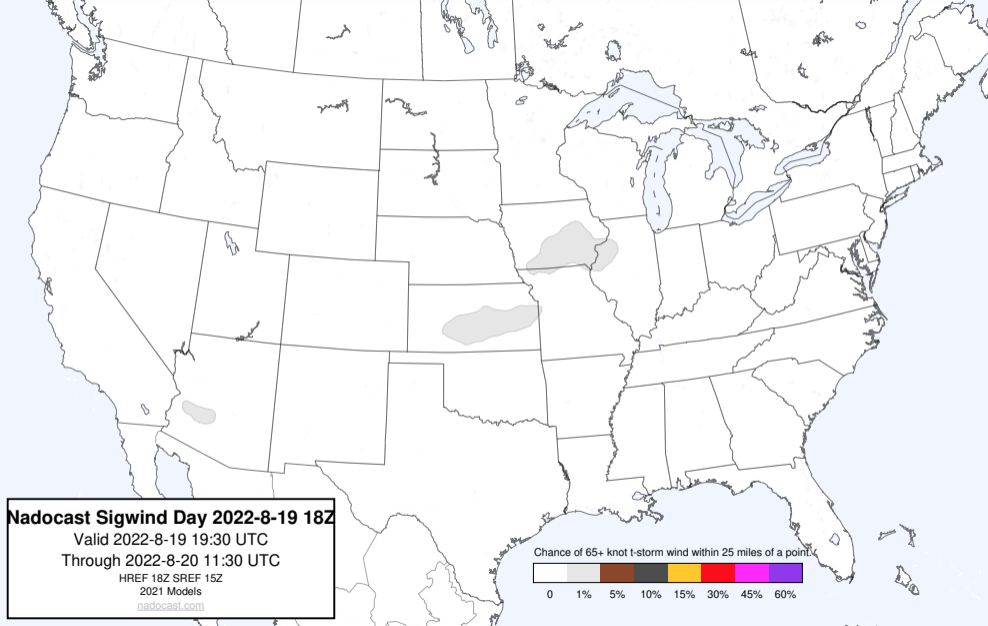 Nadocast Sigwind Day 2022-8-19 18Z
Valid 2022-8-19 19:30 UTC
Through 2022-8-20 11:30 UTC
HREF 18Z SREF 15Z
2021 Models
nadocast.com
Chance of 65+ knot t-storm wind within 25 miles of a point.
0 1% 5% 10% 15% 30% 45% 60%